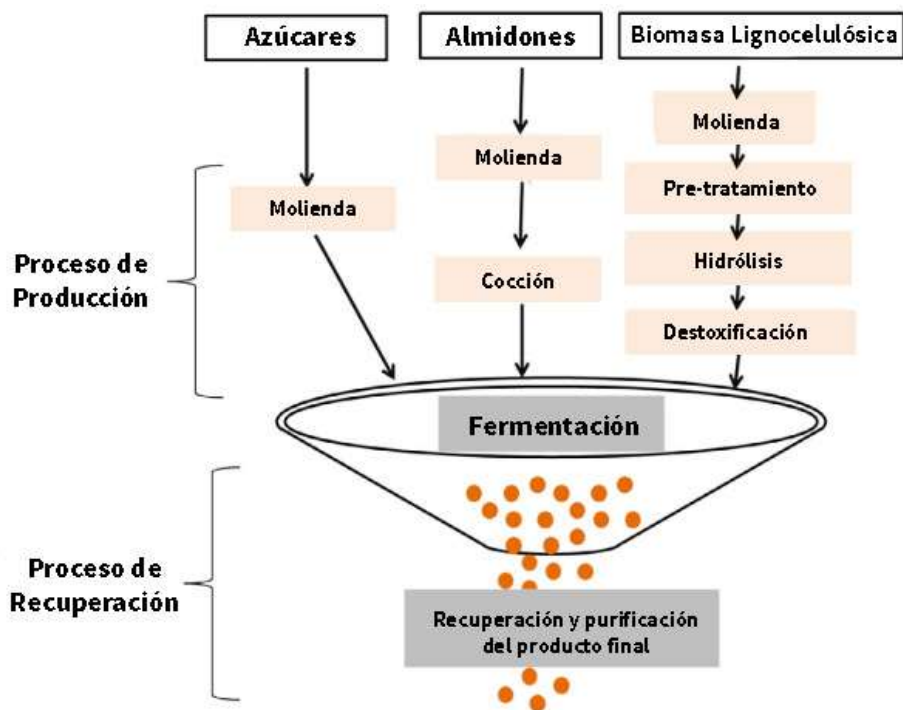 Azúcares
Almidones
Biomasa Lignocelulósica
Molienda
Molienda
Pre-tratamiento
Molienda
Proceso de
Producción
Hidrólisis
Cocción
Destoxificación
Fermentación
Proceso de
Recuperación
Recuperación y purificación
del producto final